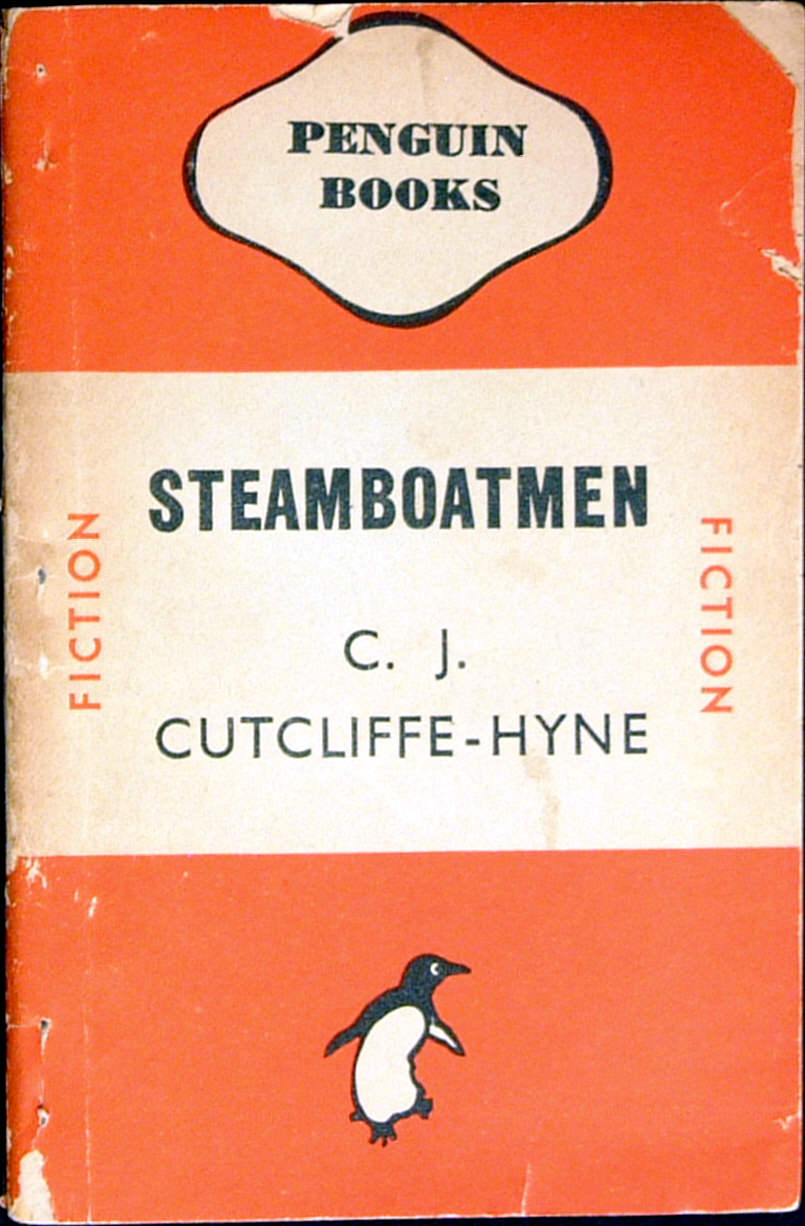 PENGUIN
BOOKS
STEAMBOATMEN
FICTION
FICTION
C. J.
CUTCLIFFE-HYNE